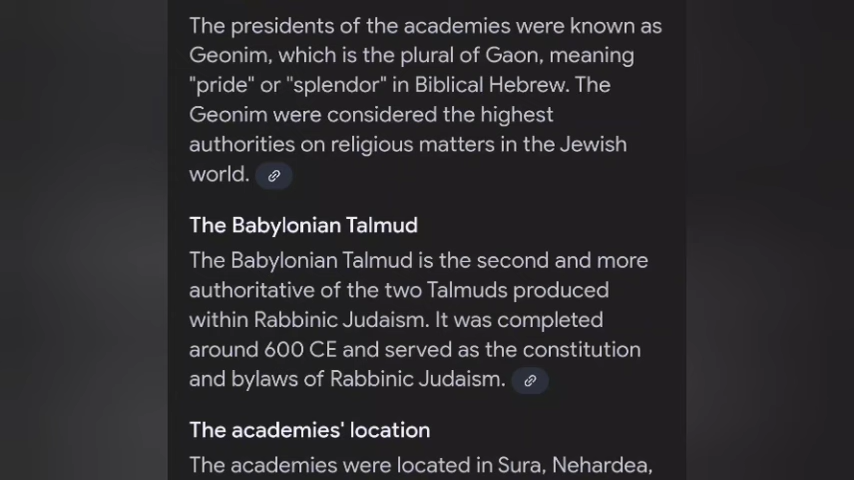 The presidents of the academies were known as
Geonim, which is the plural of Gaon, meaning
"pride" or "splendor" in Biblical Hebrew. The
Geonim were considered the highest
authorities on religious matters in the Jewish
world.
The Babylonian Talmud
The Babylonian Talmud is the second and more
authoritative of the two Talmuds produced
within Rabbinic Judaism. It was completed
around 600 CE and served as the constitution
and bylaws of Rabbinic Judaism.
The academies' location
The academies were located in Sura, Nehardea,